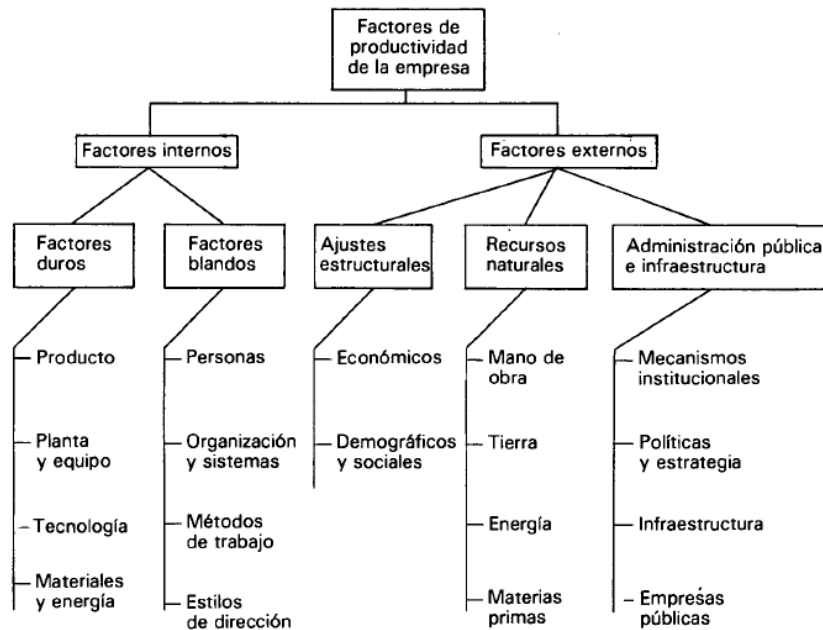 Factores de
productividad
de la empresa
Factores internos
Factores externos
Factores
duros
Factores
blandos
Ajustes
estructurales
Recursos
naturales
Administración pública
e infraestructura
Producto
Planta
y equipo
Tecnología
Materiales
y energía
Personas
Organización
y sistemas
Métodos
de trabajo
Estilos
de dirección
Económicos
Demográficos
y sociales
Mano de
obra
Tierra
Energía
Materias
primas
Mecanismos
institucionales
Políticas
y estrategia
Infraestructura
Empresas
públicas